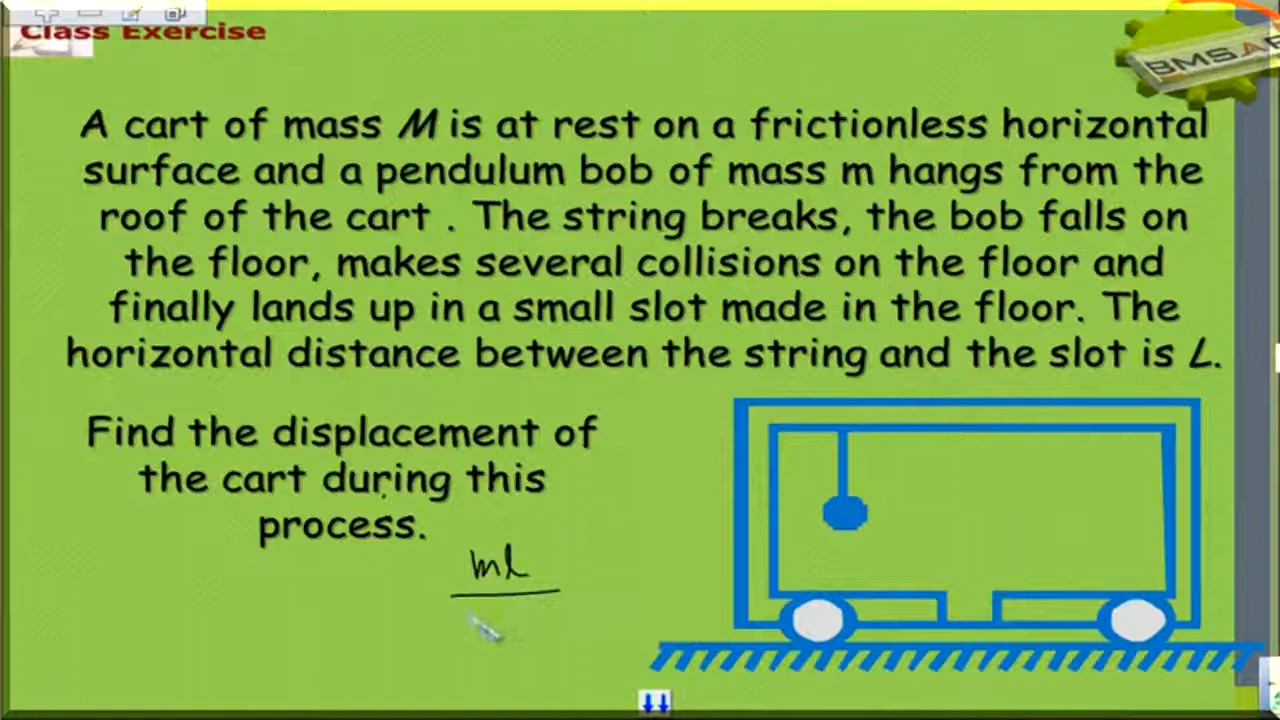 Class Exercise
BMSA
A cart of mass M is at rest on a frictionless horizontal
surface and a pendulum bob of mass m hangs from the
roof of the cart . The string breaks, the bob falls on
the floor, makes several collisions on the floor and
finally lands up in a small slot made in the floor. The
horizontal distance between the string and the slot is L.
Find the displacement of
the cart during this
process.
ml